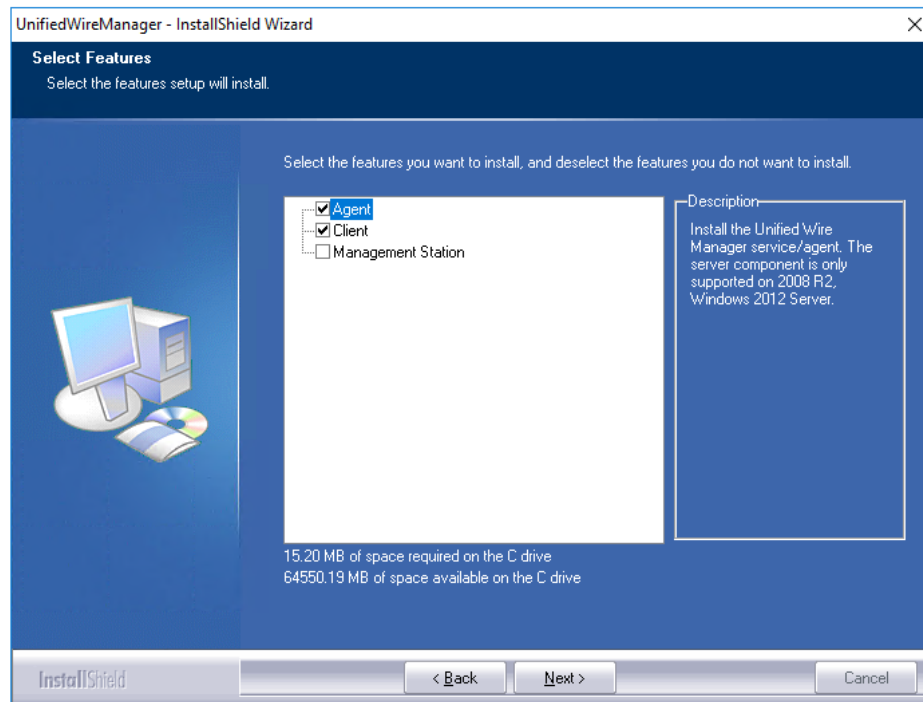 UnifiedWireManager - InstallShield Wizard
Select Features
Select the features setup will install.
Select the features you want to install, and deselect the features you do not want to install.
Agent
Client
Management Station
Description
Install the Unified Wire
Manager service/agent. The
server component is only
supported on 2008 R2,
Windows 2012 Server.
15.20 MB of space required on the C drive
64550.19 MB of space available on the C drive
InstallShield
< Back
Next >
Cancel